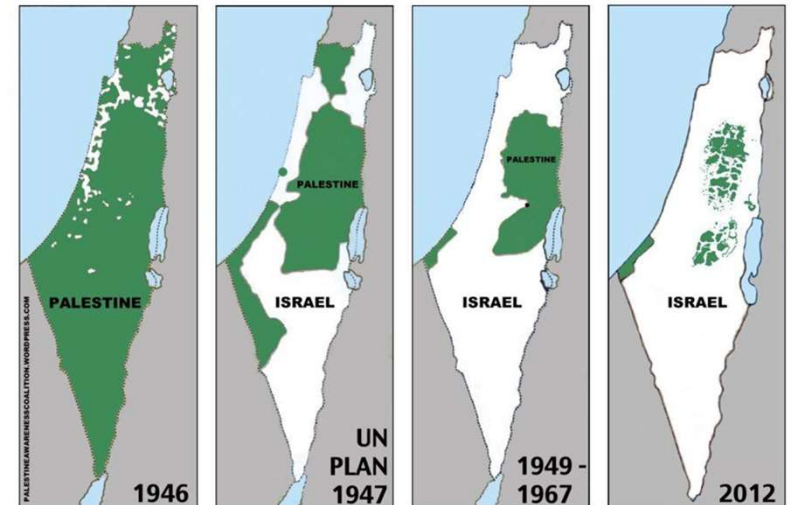 PALESTINEAWARENESSCOALITION.WORDPRESS.COM
PALESTINE
1946
PALESTINE
ISRAEL
UN
PLAN
1947
PALESTINE
ISRAEL
1949 -
1967
ISRAEL
2012